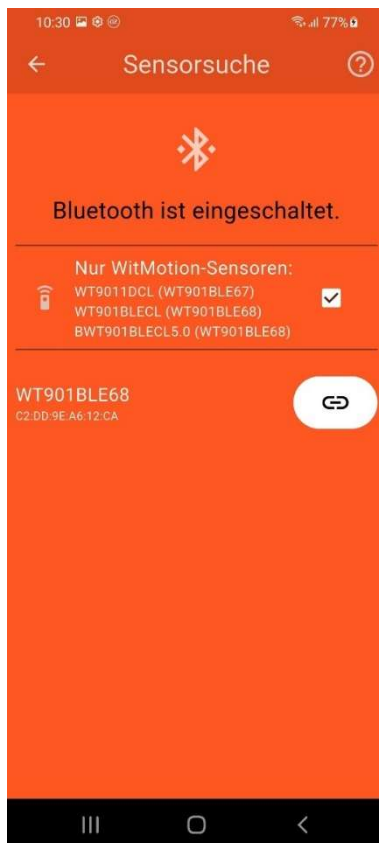 10:30
77%
Sensorsuche
Bluetooth ist eingeschaltet.
Nur WitMotion-Sensoren:
WT9011DCL (WT901BLE67)
WT901BLECL (WT901BLE68)
BWT901BLECL5.0 (WT901BLE68)
WT901BLE68
C2:DD:9E:A6:12:CA